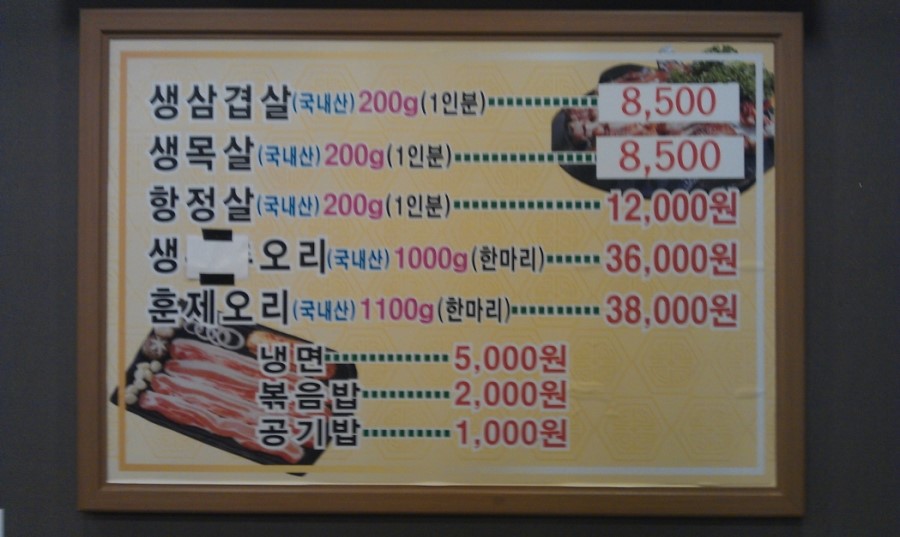 생삼겹살(국내산) 200g(1인분) 8,500
생목살(국내산) 200g(1인분) 8,500
항정살(국내산) 200g(1인분) 12,000원
생 오리(국내산) 1000g(한마리) 36,000원
훈제오리(국내산) 1100g(한마리) 38,000원
냉면 5,000원
볶음밥 2,000원
공기밥 1,000원